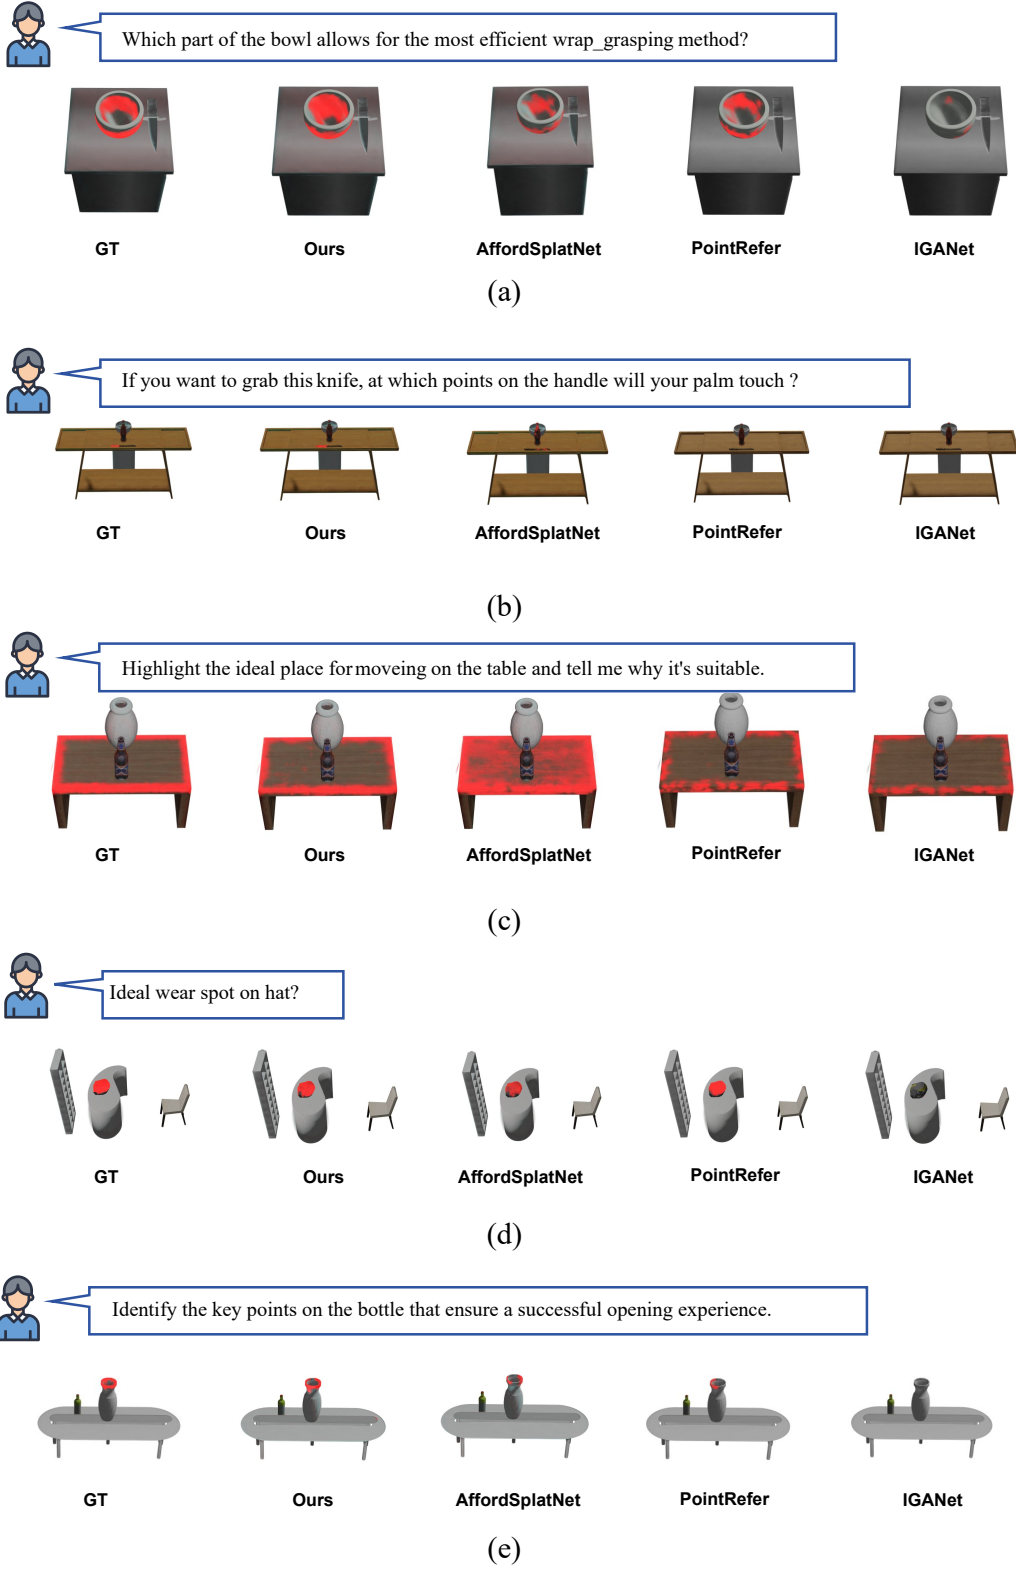 Which part of the bowl allows for the most efficient wrap_grasping method?
GT Ours AffordSplatNet PointRefer IGANet
(a)
If you want to grab this knife, at which points on the handle will your palm touch ?
GT Ours AffordSplatNet PointRefer IGANet
(b)
Highlight the ideal place for moveing on the table and tell me why it's suitable.
GT Ours AffordSplatNet PointRefer IGANet
(c)
Ideal wear spot on hat?
GT Ours AffordSplatNet PointRefer IGANet
(d)
Identify the key points on the bottle that ensure a successful opening experience.
GT Ours AffordSplatNet PointRefer IGANet
(e)